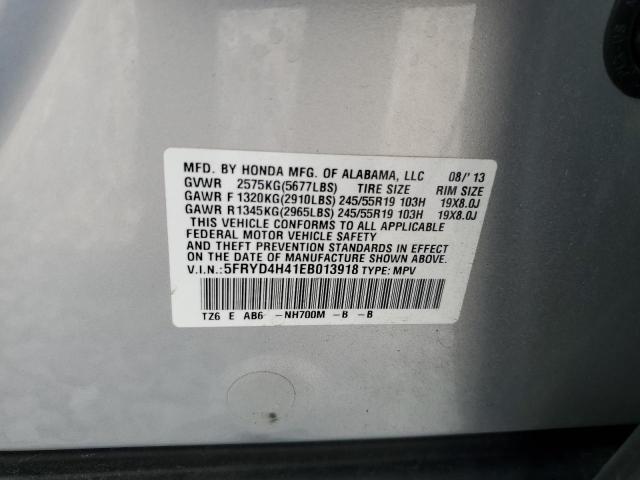 MFD. BY HONDA MFG. OF ALABAMA, LLC 08/'13
GVWR 2575KG(5677LBS) TIRE SIZE RIM SIZE
GAWR F 1320KG(2910LBS) 245/55R19 103H 19X8.0J
GAWR R 1345KG(2965LBS) 245/55R19 103H 19X8.0J
THIS VEHICLE CONFORMS TO ALL APPLICABLE
FEDERAL MOTOR VEHICLE SAFETY
AND THEFT PREVENTION STANDARDS IN EFFECT
ON THE DATE OF MANUFACTURE SHOWN ABOVE.
V.I.N.: 5FRYD4H41EB013918 TYPE: MPV
TZ6 E AB6 -NH700M -B -B